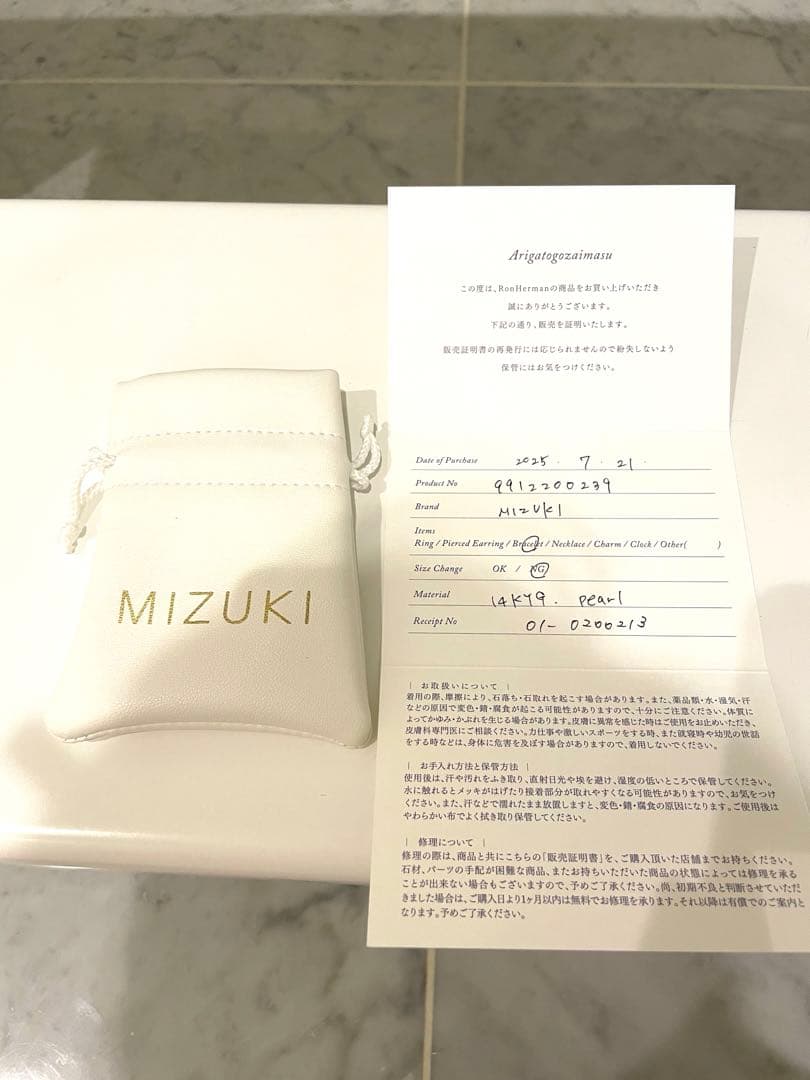 MIZUKI
Arigatogozaimasu
この度は、RonHermanの商品をお買い上げいただき
誠にありがとうございます。
下記の通り、販売を証明いたします。
販売証明書の再発行には応じられませんので紛失しないよう
保管にはお気をつけください。
Date of Purchase 2025. 7. 21.
Product No 9912200239
Brand MIZUKI
Items
Ring / Pierced Earring / Bracelet / Necklace / Charm / Clock / Other( )
Size Change OK / NG
Material 14KYG. pearl
Receipt No 01- 0200213
| お取扱いについて |
着用の際、摩擦により、石落ち・石取れを起こす場合があります。また、薬品類・水・湿気・汗
などの原因で変色・錆・腐食が起こる可能性がありますので、十分にご注意ください。体質に
よってかゆみ・かぶれを生じる場合があります。皮膚に異常を感じた時はご使用をお止めいただき、
皮膚科専門医にご相談ください。力仕事や激しいスポーツをする時、また就寝時や幼児の世話
をする時などは、身体に危害を及ぼす場合がありますので、着用しないでください。
| お手入れ方法と保管方法 |
使用後は、汗や汚れをふき取り、直射日光や埃を避け、湿度の低いところで保管してください。
水に触れるとメッキがはげたり接着部分が取れやすくなる可能性がありますので、お気をつけ
ください。また、汗などで濡れたまま放置しますと、変色・錆・腐食の原因になります。ご使用後は
やわらかい布でよく拭き取り保管してください。
| 修理について |
修理の際は、商品と共にこちらの「販売証明書」を、ご購入頂いた店舗までお持ちください。
石材、パーツの手配が困難な商品、またお持ちいただいた商品の状態によっては修理を承る
ことが出来ない場合もございますので、予めご了承ください。尚、初期不良と判断させていただ
きました場合は、ご購入日より1ヶ月以内は無料でお修理を承ります。それ以降は有償でのご案内と
なります。予めご了承ください。